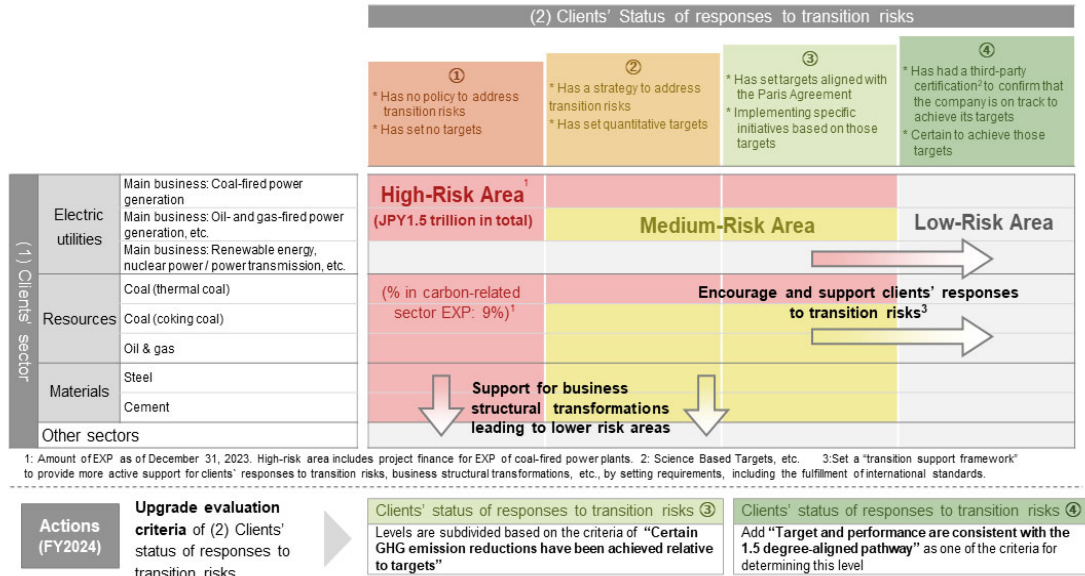 (2) Clients' Status of responses to transition risks
①
* Has no policy to address
transition risks
* Has set no targets
②
* Has a strategy to address
transition risks
* Has set quantitative targets
③
* Has set targets aligned with
the Paris Agreement
* Implementing specific
initiatives based on those
targets
④
* Has had a third-party
certification² to confirm that
the company is on track to
achieve its targets
* Certain to achieve those
targets
(1) Clients' sector
Electric
utilities
Main business: Coal-fired power
generation
Main business: Oil- and gas-fired power
generation, etc.
Main business: Renewable energy,
nuclear power / power transmission, etc.
Resources
Coal (thermal coal)
Coal (coking coal)
Oil & gas
Materials
Steel
Cement
Other sectors
High-Risk Area¹
(JPY1.5 trillion in total)
Medium-Risk Area
Low-Risk Area
(% in carbon-related
sector EXP: 9%)¹
Encourage and support clients' responses
to transition risks³
Support for business
structural transformations
leading to lower risk areas
1: Amount of EXP as of December 31, 2023. High-risk area includes project finance for EXP of coal-fired power plants. 2: Science Based Targets, etc. 3:Set a "transition support framework"
to provide more active support for clients` responses to transition risks, business structural transformations, etc., by setting requirements, including the fulfillment of international standards.
Actions
(FY2024)
Upgrade evaluation
criteria of (2) Clients'
status of responses to
transition risks
Clients' status of responses to transition risks ③
Levels are subdivided based on the criteria of "Certain
GHG emission reductions have been achieved relative
to targets"
Clients' status of responses to transition risks ④
Add "Target and performance are consistent with the
1.5 degree-aligned pathway" as one of the criteria for
determining this level